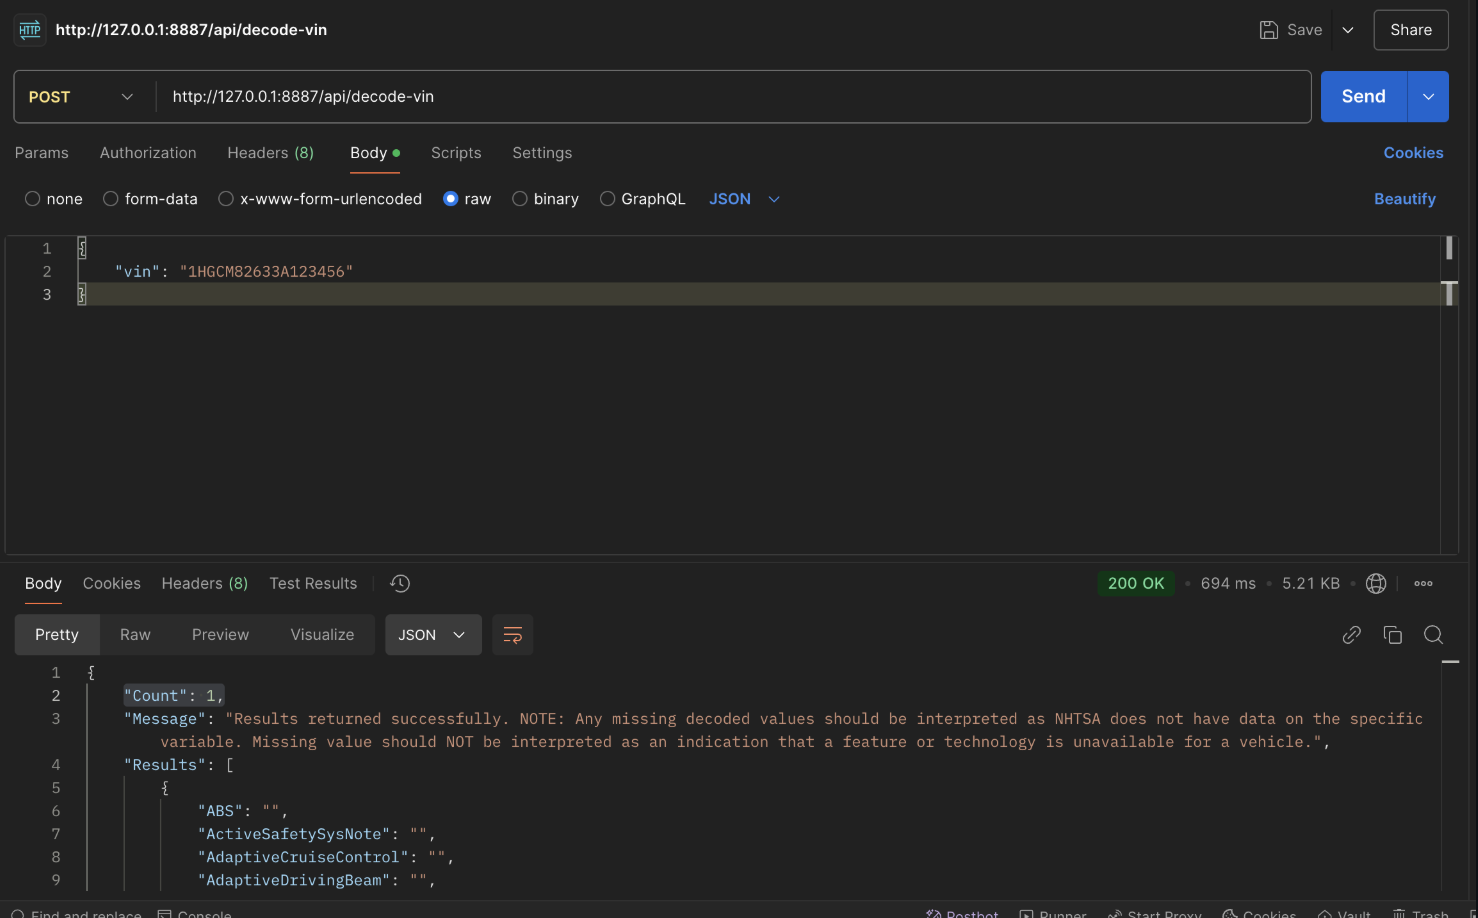 HTTP http://127.0.0.1:8887/api/decode-vin Save Share
POST http://127.0.0.1:8887/api/decode-vin Send
Params Authorization Headers (8) Body Scripts Settings Cookies
none form-data x-www-form-urlencoded raw binary GraphQL JSON Beautify
1 {
2 "vin": "1HGCM82633A123456"
3 }
Body Cookies Headers (8) Test Results 200 OK • 694 ms • 5.21 KB •
Pretty Raw Preview Visualize JSON
1 {
2 "Count": 1,
3 "Message": "Results returned successfully. NOTE: Any missing decoded values should be interpreted as NHTSA does not have data on the specific
variable. Missing value should NOT be interpreted as an indication that a feature or technology is unavailable for a vehicle.",
4 "Results": [
5 {
6 "ABS": "",
7 "ActiveSafetySysNote": "",
8 "AdaptiveCruiseControl": "",
9 "AdaptiveDrivingBeam": "",
Find and replace Console Postbot Runner Start Proxy Cookies Vault Trash